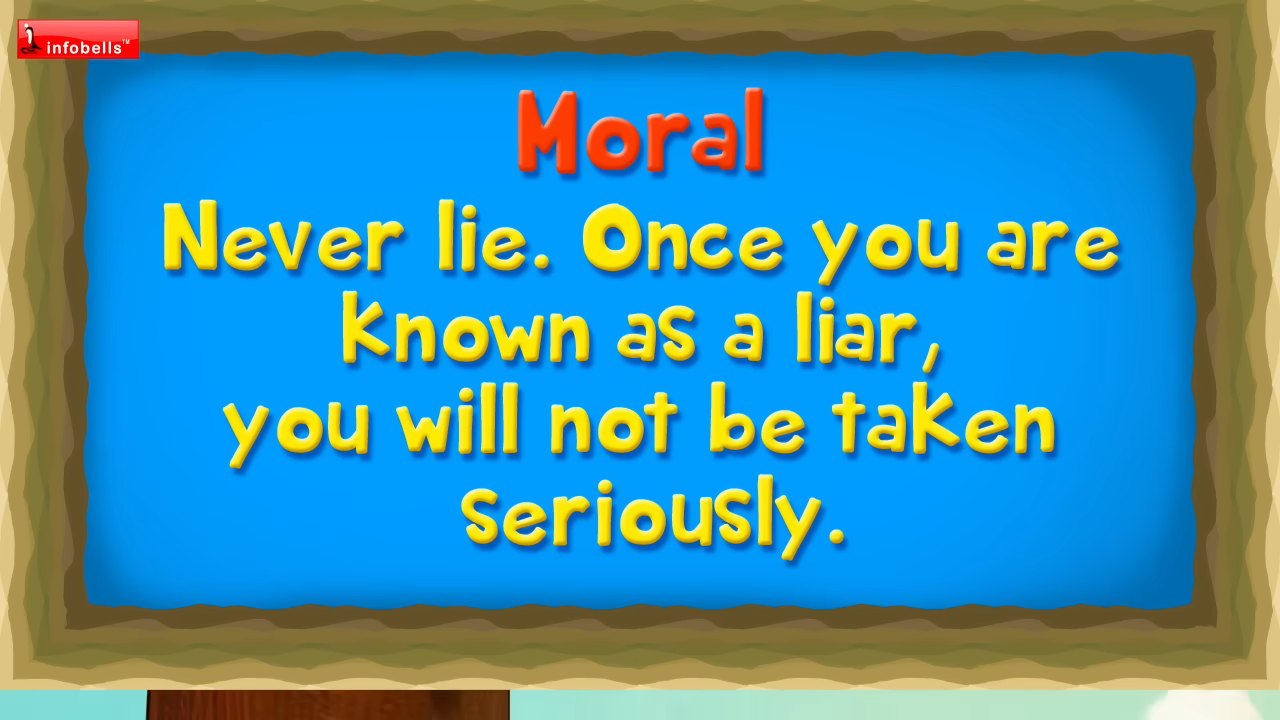 infobells™
Moral
Never lie. Once you are
known as a liar,
you will not be taken
seriously.